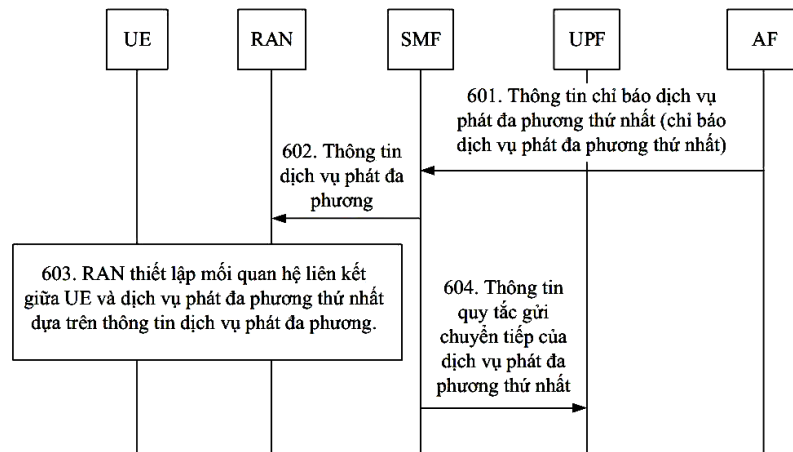 UE
RAN
SMF
UPF
AF
601. Thông tin chỉ báo dịch vụ
phát đa phương thứ nhất (chỉ báo
dịch vụ phát đa phương thứ nhất)
602. Thông tin
dịch vụ phát đa
phương
603. RAN thiết lập mối quan hệ liên kết
giữa UE và dịch vụ phát đa phương thứ nhất
dựa trên thông tin dịch vụ phát đa phương.
604. Thông tin
quy tắc gửi
chuyển tiếp của
dịch vụ phát đa
phương thứ nhất